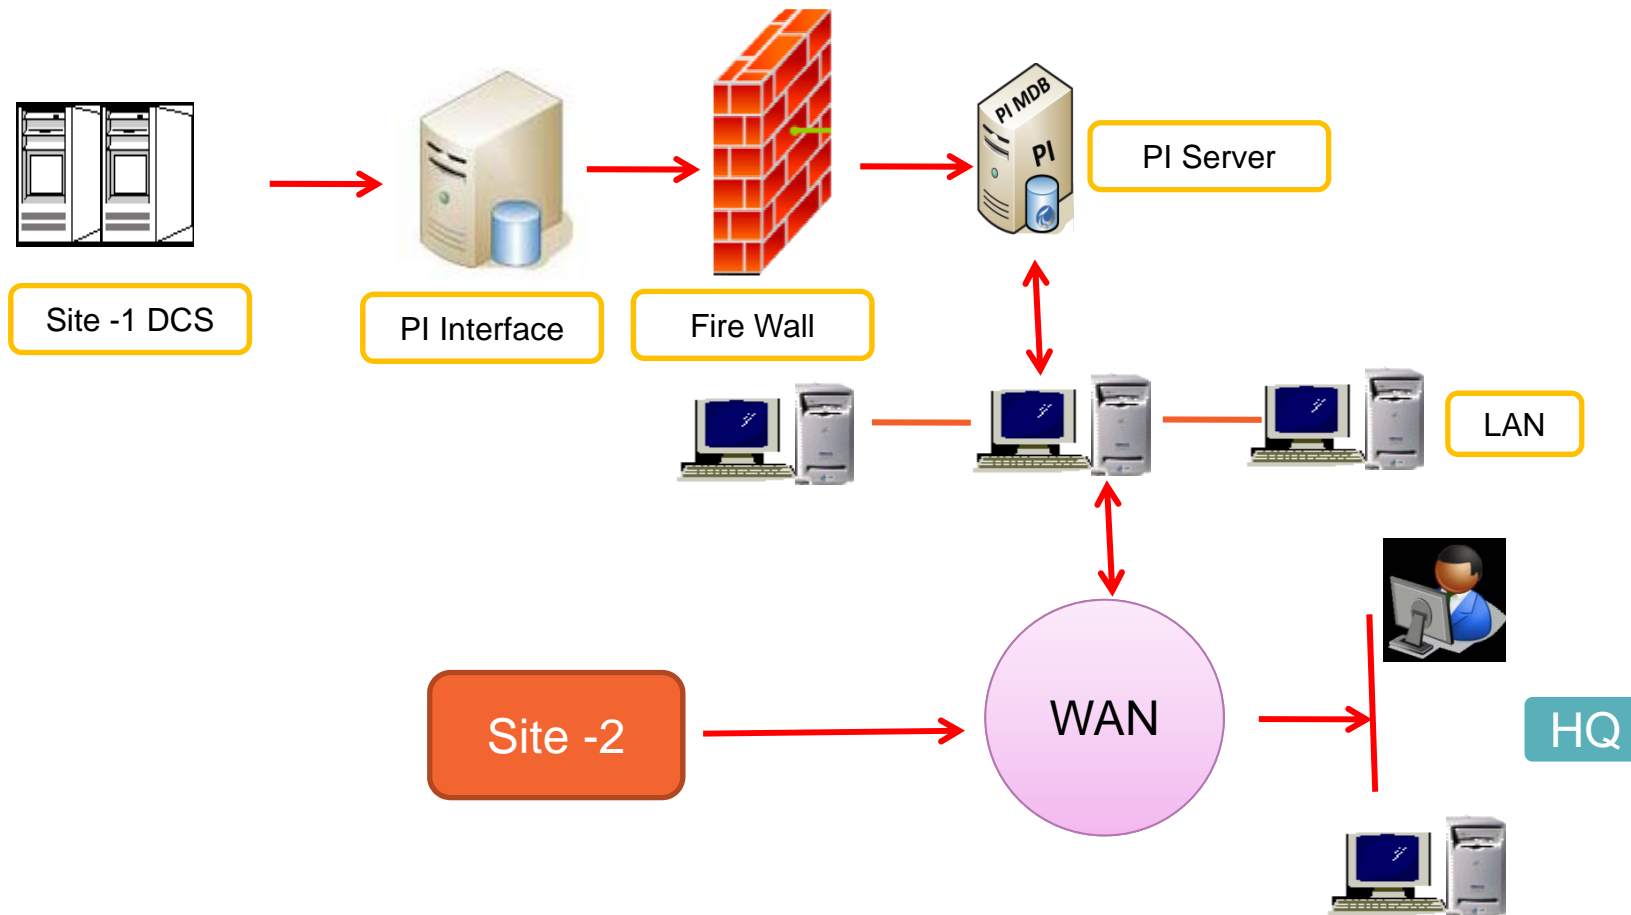 PI MDB
PI
PI Server
Site -1 DCS
PI Interface
Fire Wall
LAN
Site -2
WAN
HQ